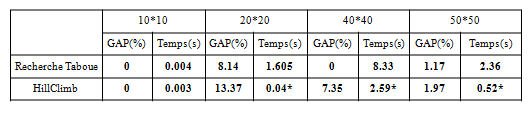 10*10 20*20 40*40 50*50
GAP(%) Temps(s) GAP(%) Temps(s) GAP(%) Temps(s) GAP(%) Temps(s)
Recherche Taboue 0 0.004 8.14 1.605 0 8.33 1.17 2.36
HillClimb 0 0.003 13.37 0.04* 7.35 2.59* 1.97 0.52*